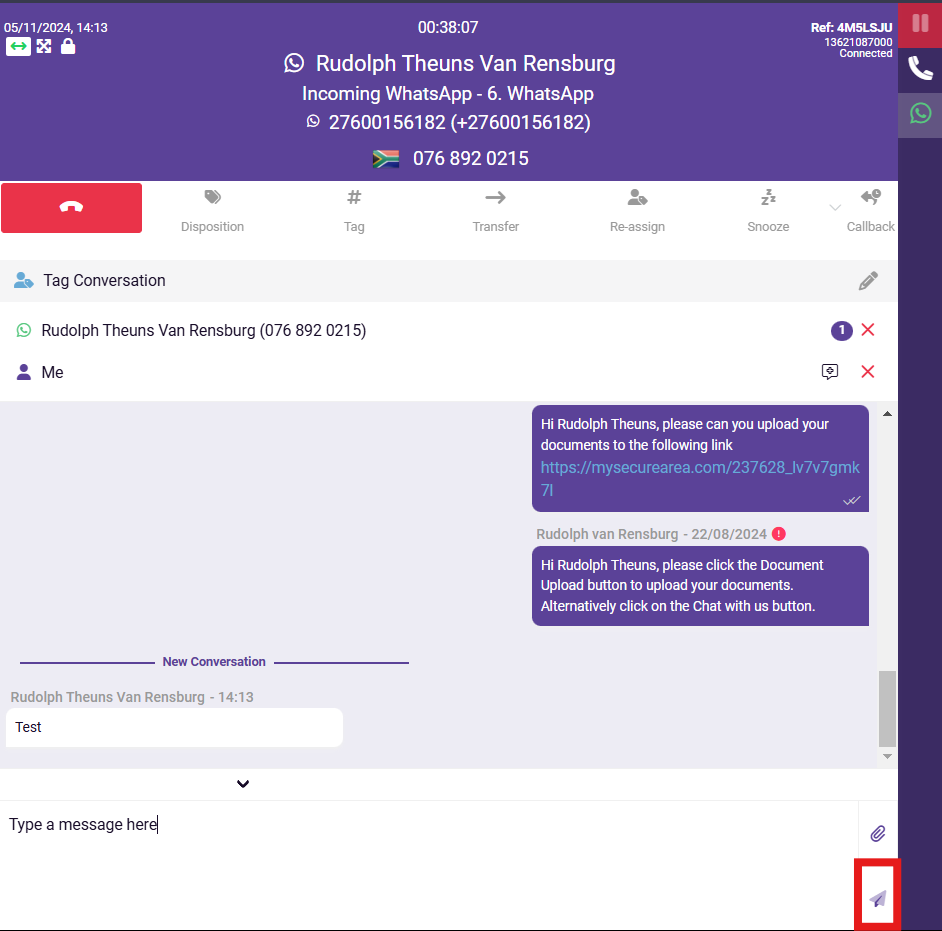 05/11/2024, 14:13
00:38:07
Ref: 4M5LSJU
13621087000
Connected
Rudolph Theuns Van Rensburg
Incoming WhatsApp - 6. WhatsApp
27600156182 (+27600156182)
076 892 0215
Disposition
Tag
Transfer
Re-assign
Snooze
Callback
Tag Conversation
Rudolph Theuns Van Rensburg (076 892 0215)
1
Me
Hi Rudolph Theuns, please can you upload your
documents to the following link
https://mysecurearea.com/237628_lv7v7gmk
7l
Rudolph van Rensburg - 22/08/2024
Hi Rudolph Theuns, please click the Document
Upload button to upload your documents.
Alternatively click on the Chat with us button.
New Conversation
Rudolph Theuns Van Rensburg - 14:13
Test
Type a message here